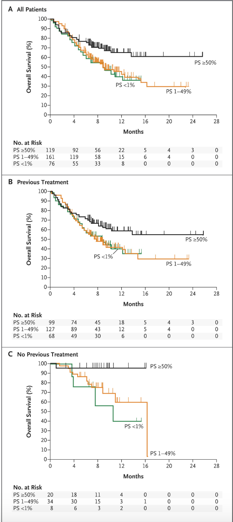 A All Patients
100
90
80
70
60
50
40
30
20
10
0
Overall Survival (%)
PS ≥50%
PS <1%
PS 1–49%
0 4 8 12 16 20 24 28
Months
No. at Risk
PS ≥50% 119 92 56 22 5 4 3 0
PS 1–49% 161 119 58 15 6 4 0 0
PS <1% 76 55 33 8 0 0 0 0
B Previous Treatment
100
90
80
70
60
50
40
30
20
10
0
Overall Survival (%)
PS ≥50%
PS <1%
PS 1–49%
0 4 8 12 16 20 24 28
Months
No. at Risk
PS ≥50% 99 74 45 18 5 4 3 0
PS 1–49% 127 89 43 12 5 4 0 0
PS <1% 68 49 30 6 0 0 0 0
C No Previous Treatment
100
90
80
70
60
50
40
30
20
10
0
Overall Survival (%)
PS ≥50%
PS <1%
PS 1–49%
0 4 8 12 16 20 24 28
Months
No. at Risk
PS ≥50% 20 18 11 4 0 0 0 0
PS 1–49% 34 30 15 3 1 0 0 0
PS <1% 8 6 3 2 0 0 0 0